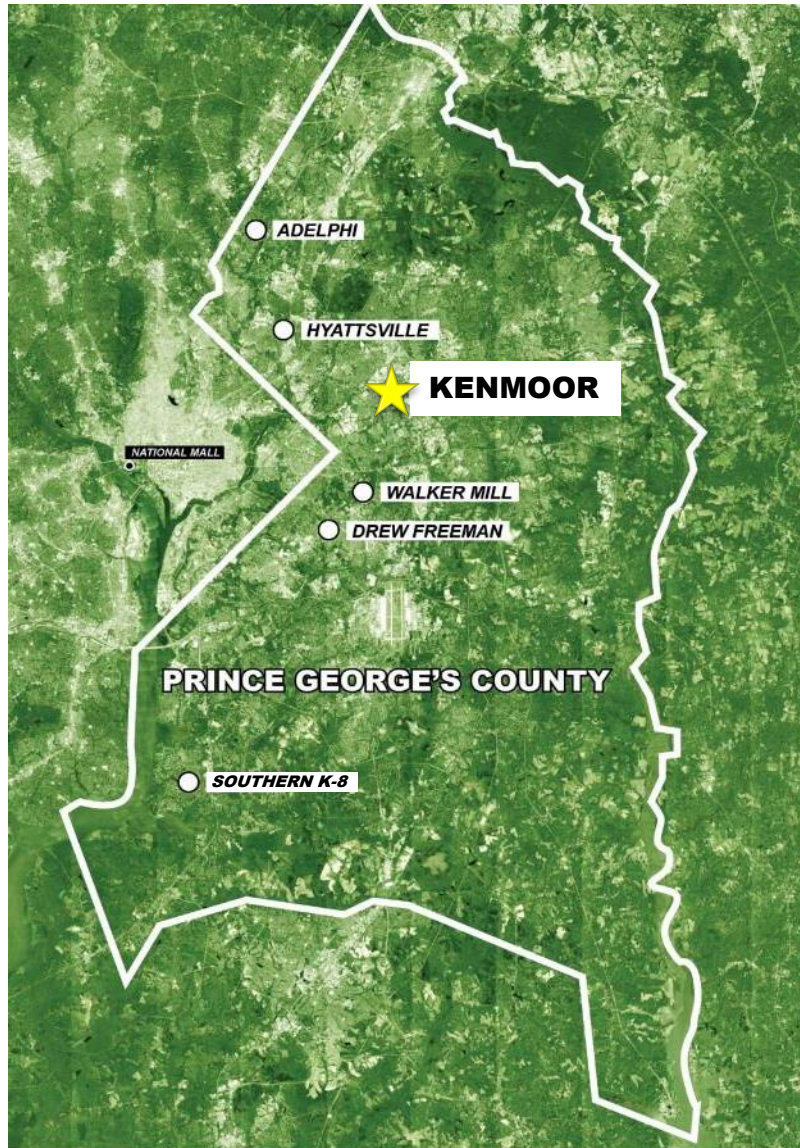 ADELPHI
HYATTSVILLE
KENMOOR
NATIONAL MALL
WALKER MILL
DREW FREEMAN
PRINCE GEORGE'S COUNTY
SOUTHERN K-8